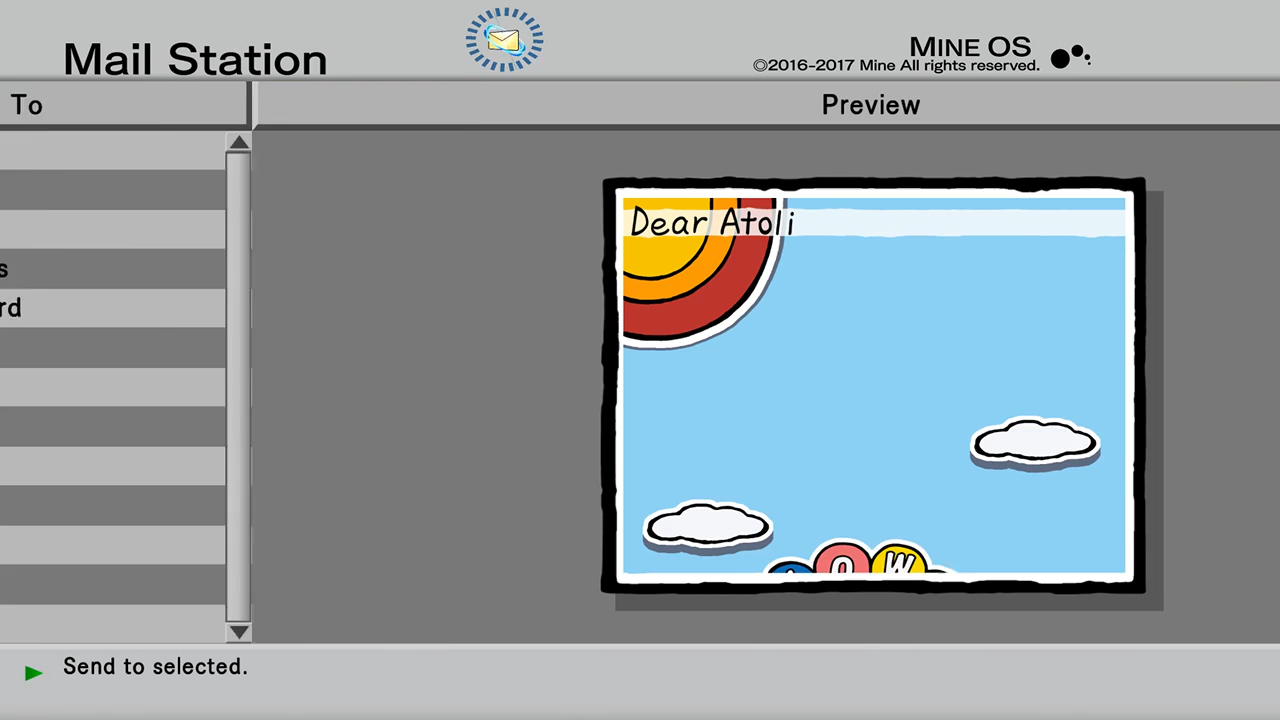 Mail Station
MINE OS
©2016-2017 Mine All rights reserved.
To
Preview
s
rd
Dear Atoli
O W
Send to selected.